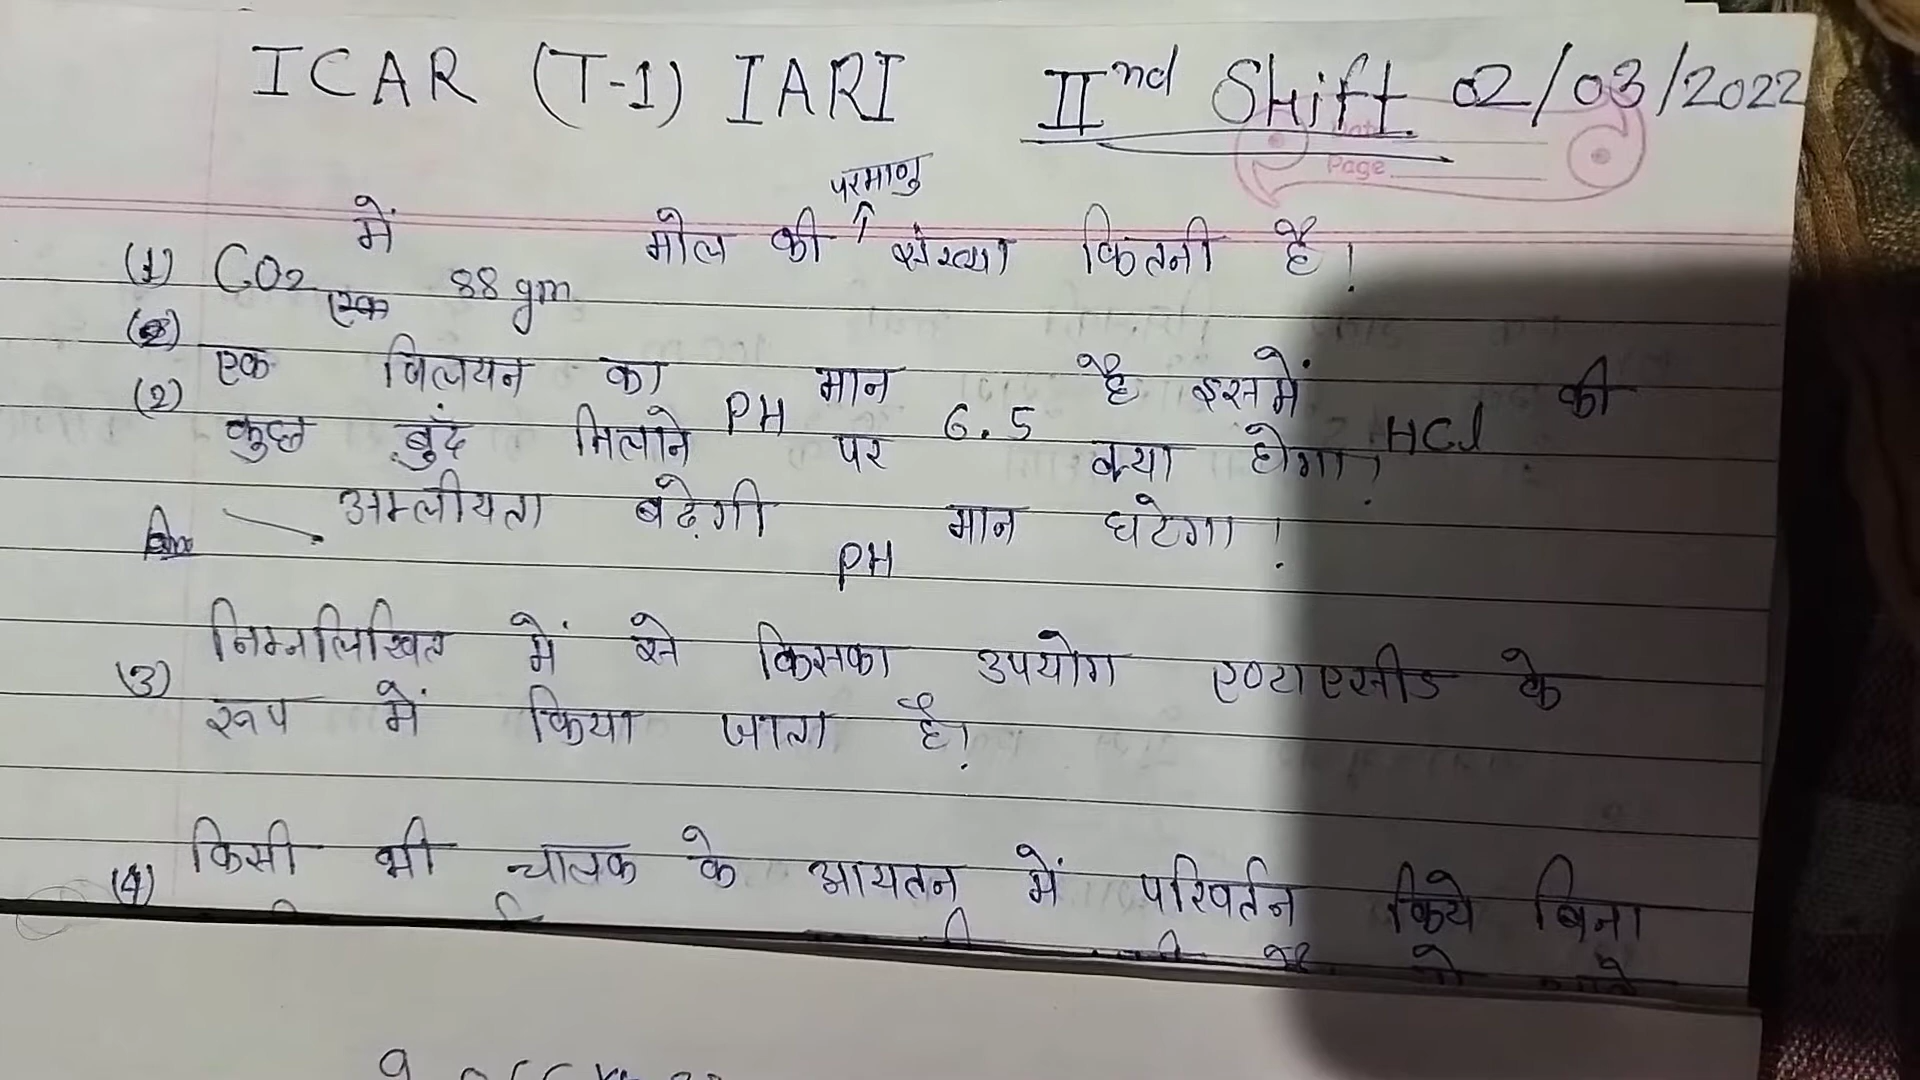 ICAR (T-1) IARI IInd Shift 02/03/2022
Page
परमाणु
(1) CO2 में 88 gm मोल की संख्या कितनी है।
एक
(2) एक विलयन का PH मान 6.5 है इसमें HCl की
कुछ बुंद मिलाने पर क्या होगा।
अम्लीयता बढ़ेगी PH मान घटेगा।
(3) निम्नलिखित में से किसका उपयोग एण्टाएसीड के
रूप में किया जाता है।
(4) किसी भी चालक के आयतन में परिवर्तन किये बिना